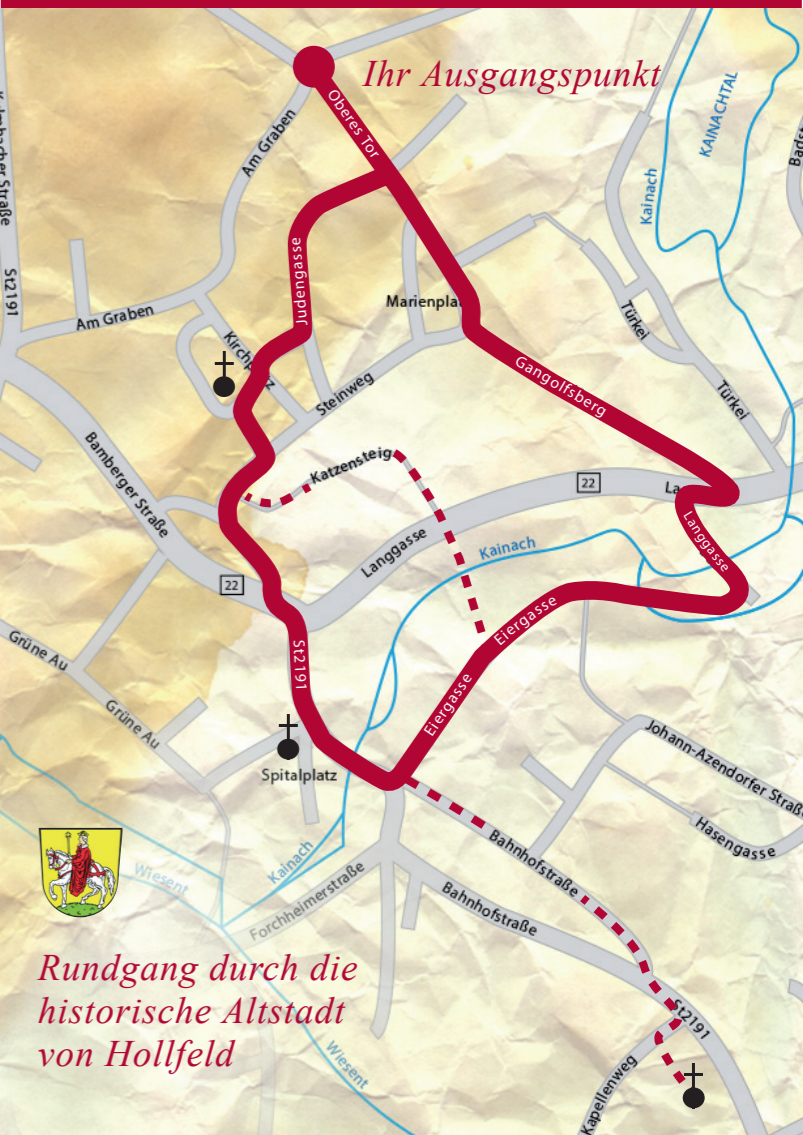 Ihr Ausgangspunkt
Oberes Tor
Am Graben
KAINACHTAL
Kainach
St2191
Judengasse
Am Graben
Marienpla
Türkei
Kirchplatz
Steinweg
Gangolfsberg
Türkei
Bamberger Straße
Katzensteig
22
La
Langgasse
Langgasse
Kainach
22
Eiergasse
Grüne Au
St2191
Eiergasse
Grüne Au
Spitalplatz
Johann-Azendorfer Straße
Hasengasse
Bahnhofstraße
Kainach
Wiesent
Forchheimerstraße
Bahnhofstraße
Rundgang durch die
historische Altstadt
von Hollfeld
St2191
Wiesent
Kapellenweg